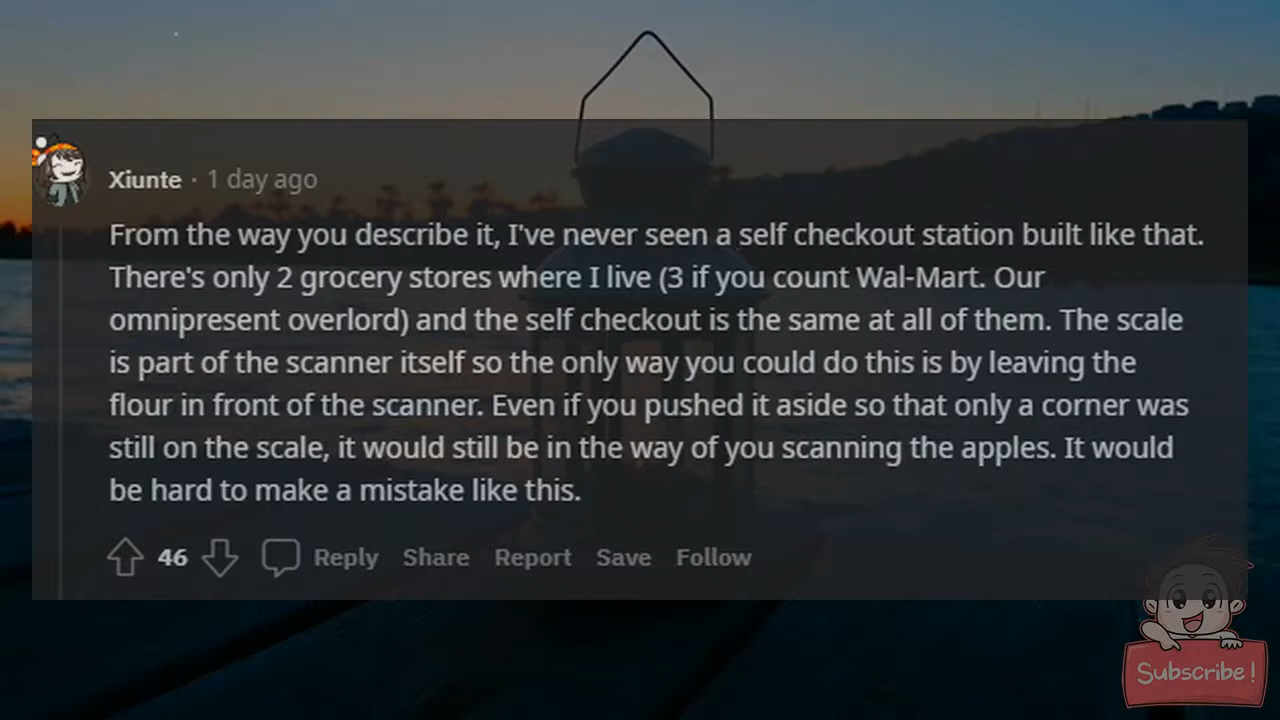 Xiunte · 1 day ago
From the way you describe it, I've never seen a self checkout station built like that.
There's only 2 grocery stores where I live (3 if you count Wal-Mart. Our
omnipresent overlord) and the self checkout is the same at all of them. The scale
is part of the scanner itself so the only way you could do this is by leaving the
flour in front of the scanner. Even if you pushed it aside so that only a corner was
still on the scale, it would still be in the way of you scanning the apples. It would
be hard to make a mistake like this.
46 Reply Share Report Save Follow
Subscribe!